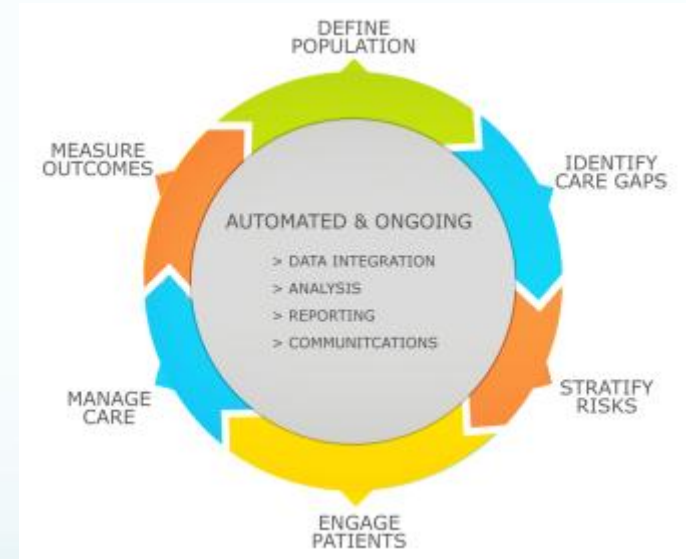 DEFINE
POPULATION
IDENTIFY
CARE GAPS
STRATIFY
RISKS
ENGAGE
PATIENTS
MANAGE
CARE
MEASURE
OUTCOMES
AUTOMATED & ONGOING
> DATA INTEGRATION
> ANALYSIS
> REPORTING
> COMMUNITCATIONS